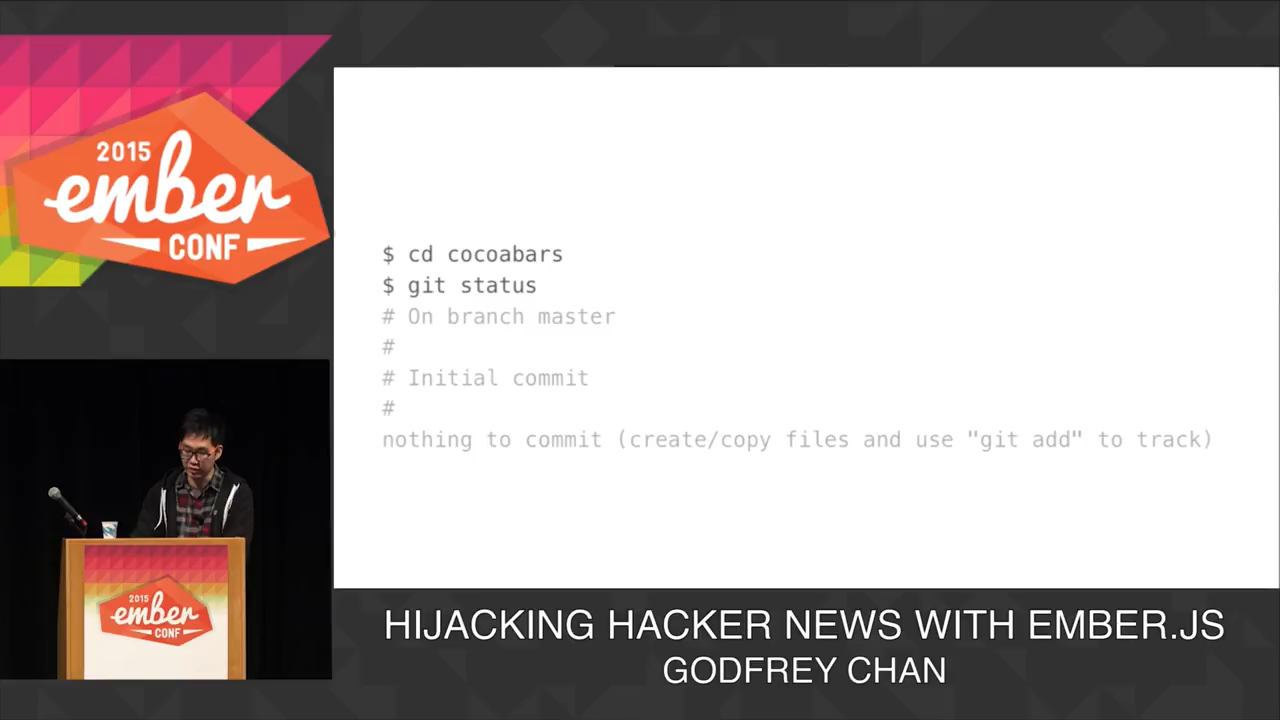 2015
ember
CONF
$ cd cocoabars
$ git status
# On branch master
#
# Initial commit
#
nothing to commit (create/copy files and use "git add" to track)
2015
ember
CONF
HIJACKING HACKER NEWS WITH EMBER.JS
GODFREY CHAN